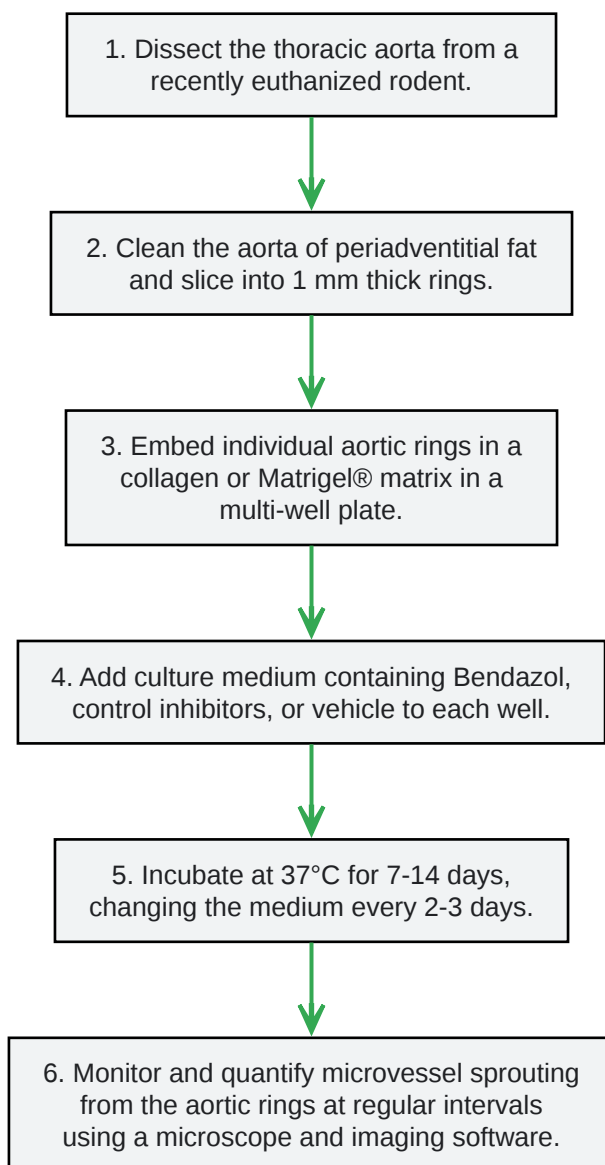 1. Dissect the thoracic aorta from a
recently euthanized rodent.
2. Clean the aorta of periadventitial fat
and slice into 1 mm thick rings.
3. Embed individual aortic rings in a
collagen or Matrigel® matrix in a
multi-well plate.
4. Add culture medium containing Bendazol,
control inhibitors, or vehicle to each well.
5. Incubate at 37°C for 7-14 days,
changing the medium every 2-3 days.
6. Monitor and quantify microvessel sprouting
from the aortic rings at regular intervals
using a microscope and imaging software.